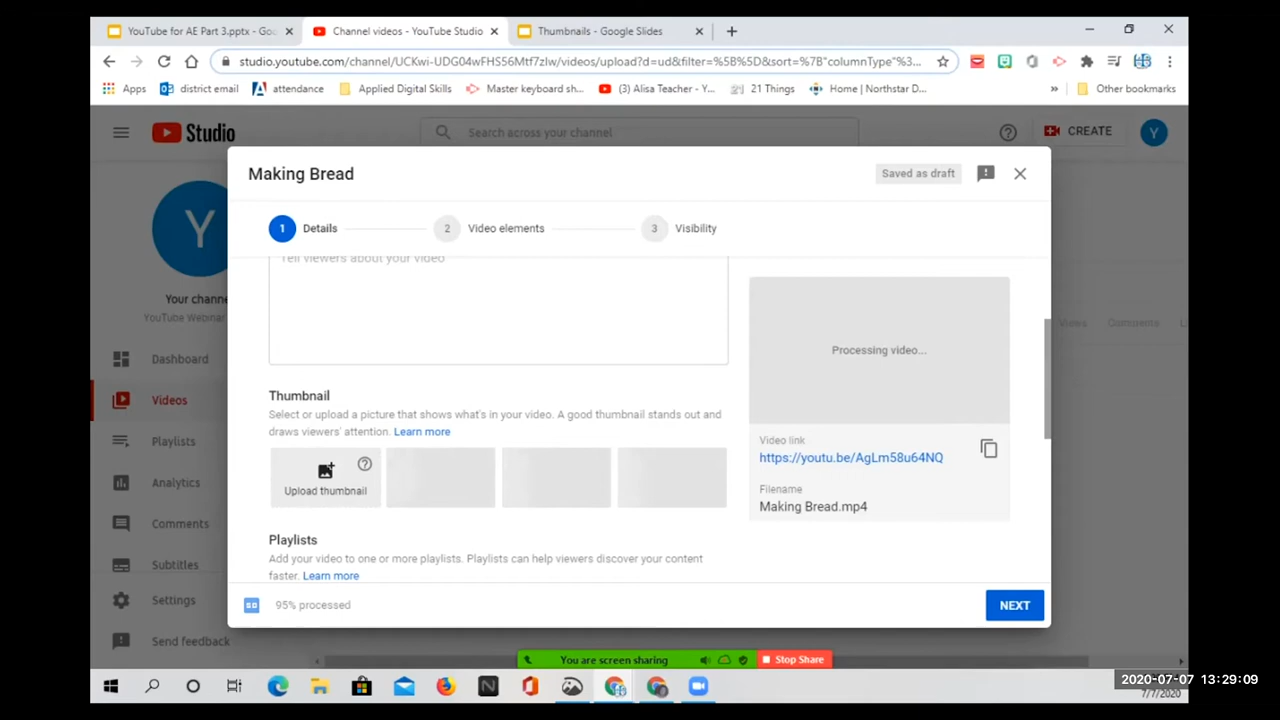 YouTube for AE Part 3.pptx - Goo
Channel videos - YouTube Studio
Thumbnails - Google Slides
studio.youtube.com/channel/UCKwi-UDG04wFHS56Mtf7zIw/videos/upload?d=ud&filter=%5B%5D&sort=%7B"columnType"%3...
Apps
district email
attendance
Applied Digital Skills
Master keyboard sh...
(3) Alisa Teacher - Y...
21 Things
Home | Northstar D...
»
Other bookmarks
Studio
Search across your channel
CREATE
Y
Making Bread
Saved as draft
1 Details
2 Video elements
3 Visibility
Y
Your channe
YouTube Webinar
Dashboard
Videos
Playlists
Analytics
Comments
Subtitles
Settings
Send feedback
Views
Comments
Tell viewers about your video
Processing video...
Thumbnail
Select or upload a picture that shows what's in your video. A good thumbnail stands out and
draws viewers' attention. Learn more
Upload thumbnail
Video link
https://youtu.be/AgLm58u64NQ
Filename
Making Bread.mp4
Playlists
Add your video to one or more playlists. Playlists can help viewers discover your content
faster. Learn more
SD
95% processed
NEXT
You are screen sharing
Stop Share
2020-07-07 13:29:09
7/7/2020